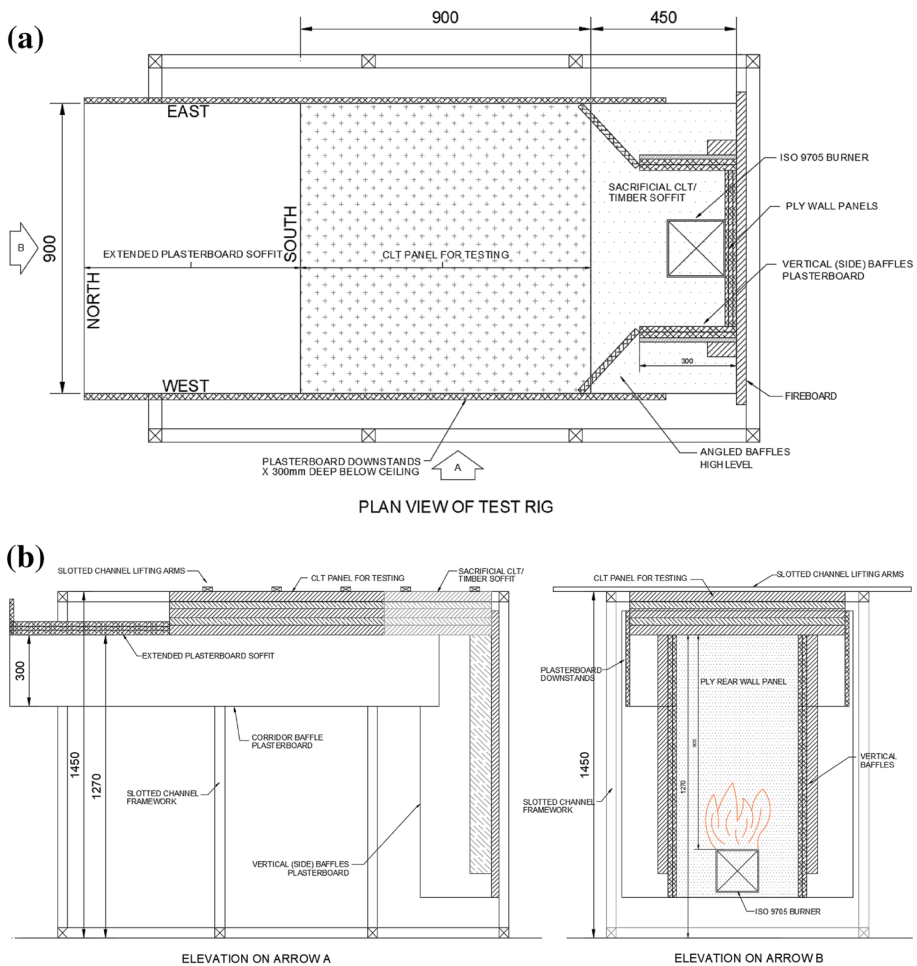 (a)
900
450
EAST
ISO 9705 BURNER
SACRIFICIAL CLT/
TIMBER SOFFIT
PLY WALL PANELS
B
900
SOUTH
EXTENDED PLASTERBOARD SOFFIT
CLT PANEL FOR TESTING
VERTICAL (SIDE) BAFFLES
PLASTERBOARD
NORTH
300
WEST
FIREBOARD
PLASTERBOARD DOWNSTANDS
X 300mm DEEP BELOW CEILING
A
ANGLED BAFFLES
HIGH LEVEL
PLAN VIEW OF TEST RIG
(b)
SLOTTED CHANNEL LIFTING ARMS
CLT PANEL FOR TESTING
SACRIFICIAL CLT/
TIMBER SOFFIT
EXTENDED PLASTERBOARD SOFFIT
300
CORRIDOR BAFFLE
PLASTERBOARD
1450
1270
SLOTTED CHANNEL
FRAMEWORK
VERTICAL (SIDE) BAFFLES
PLASTERBOARD
ELEVATION ON ARROW A
CLT PANEL FOR TESTING
SLOTTED CHANNEL LIFTING ARMS
PLASTERBOARD
DOWNSTANDS
PLY REAR WALL PANEL
1450
1270
VERTICAL
BAFFLES
SLOTTED CHANNEL
FRAMEWORK
ISO 9705 BURNER
ELEVATION ON ARROW B